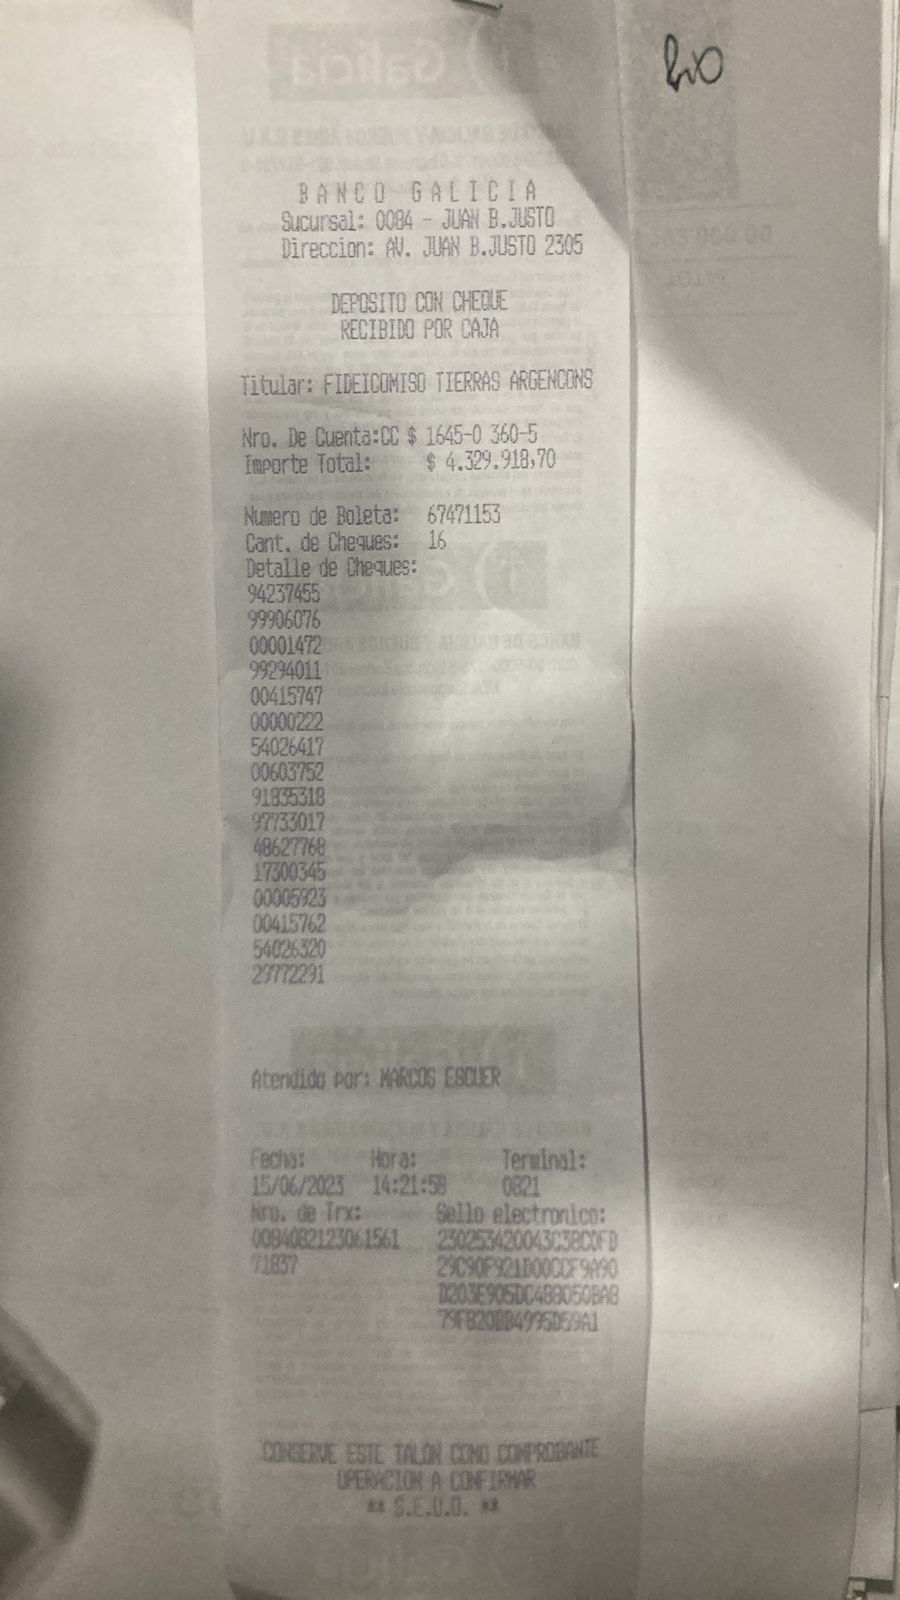 BANCO GALICIA
Sucursal: 0084 - JUAN B.JUSTO
Direccion: AV. JUAN B.JUSTO 2305
DEPOSITO CON CHEQUE
RECIBIDO POR CAJA
Titular: FIDEICOMISO TIERRAS ARGENCONS
Nro. De Cuenta:CC $ 1645-0 360-5
Importe Total: $ 4.329.918,70
Numero de Boleta: 67471153
Cant. de Cheques: 16
Detalle de Cheques:
94237455
99906076
00001472
99294011
00415747
00000222
54026417
00603752
91835318
97733017
48627768
17300345
00005923
00415762
54026320
29772291
Atendido por: MARCOS
Fecha: Hora: Terminal:
15/06/2023 14:21:58 0821
Nro. de Trx: Sello electronico:
0084082123061561
71837
CONSERVE ESTE TALON COMO COMPROBANTE
OPERACION A CONFIRMAR
** S.E.U.O. **